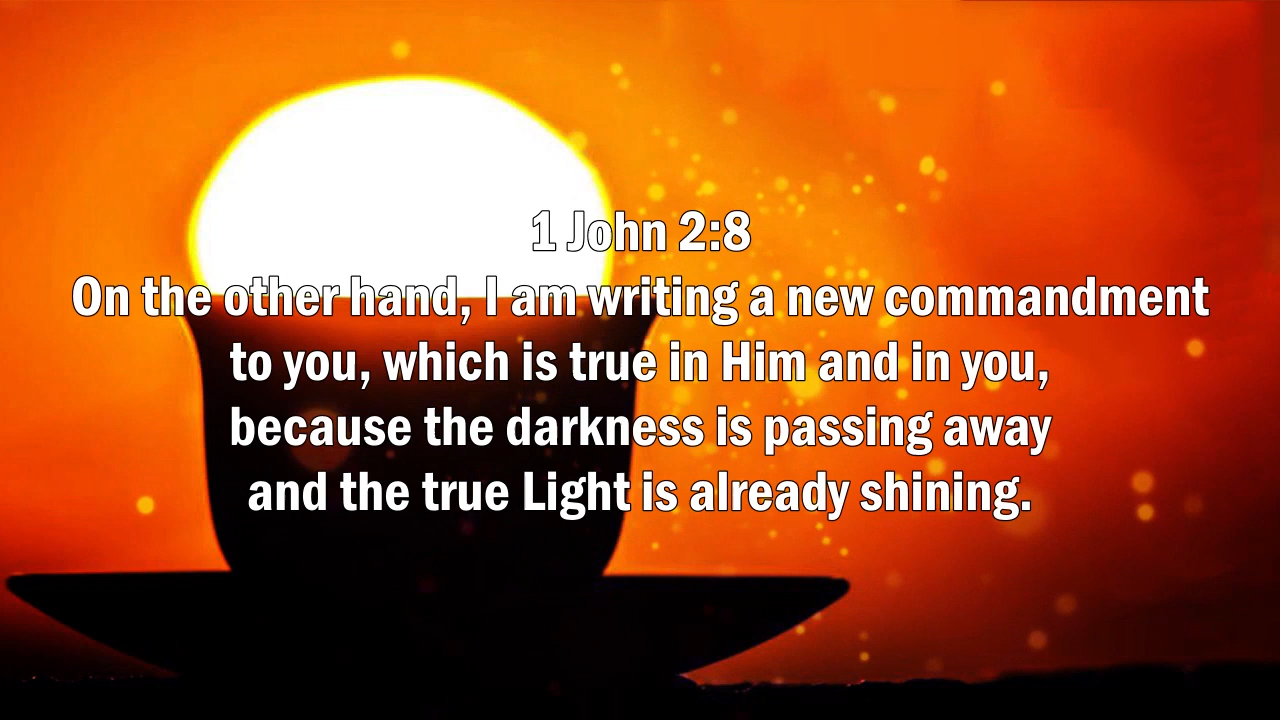 1 John 2:8
On the other hand, I am writing a new commandment
to you, which is true in Him and in you,
because the darkness is passing away
and the true Light is already shining.